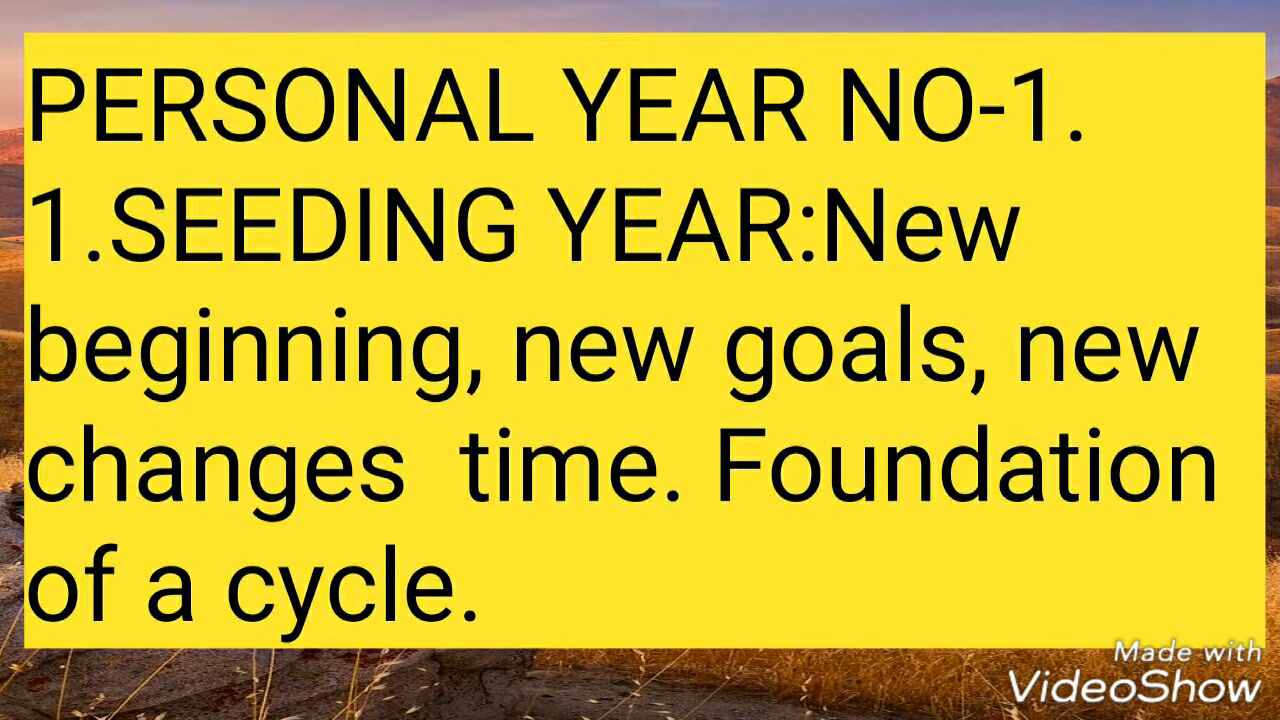 PERSONAL YEAR NO-1.
1.SEEDING YEAR:New
beginning, new goals, new
changes  time. Foundation
of a cycle.
Made with
VideoShow